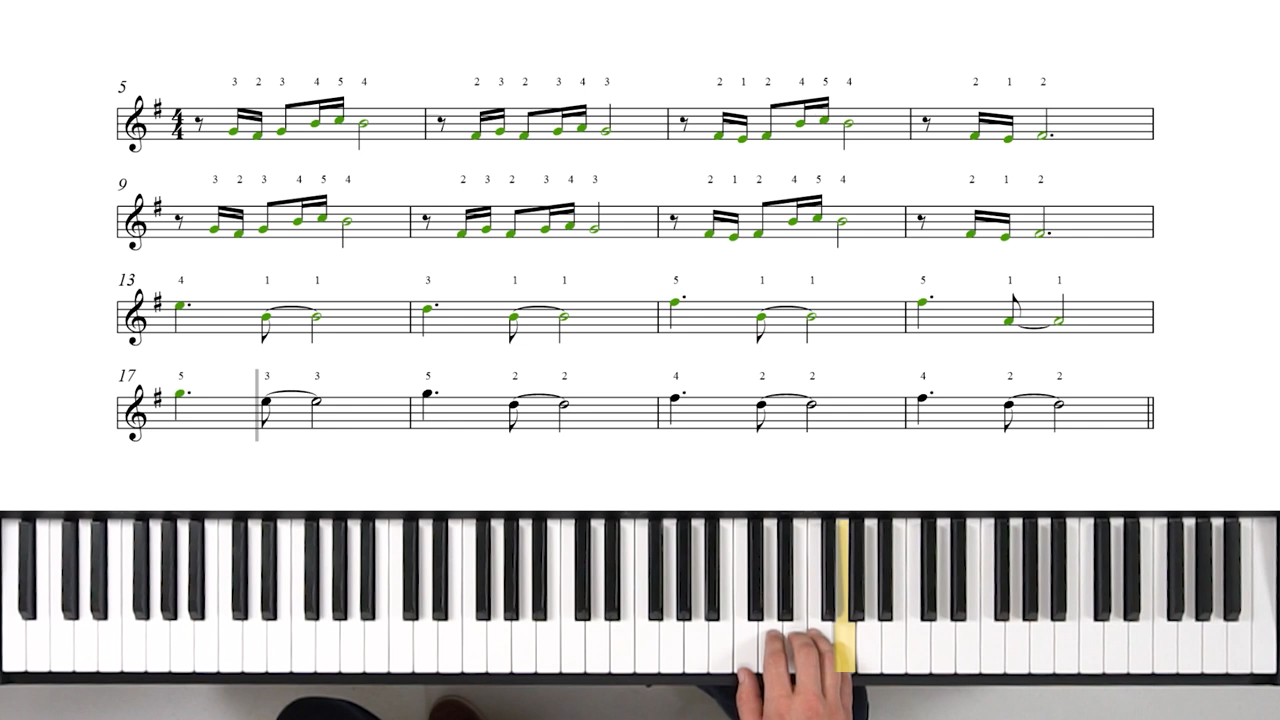 3 2 3 4 5 4 2 3 2 3 4 3 2 1 2 4 5 4 2 1 2
5
4
4
3 2 3 4 5 4 2 3 2 3 4 3 2 1 2 4 5 4 2 1 2
9
4 1 1 3 1 1 5 1 1 5 1 1
13
5 3 3 5 2 2 4 2 2 4 2 2
17